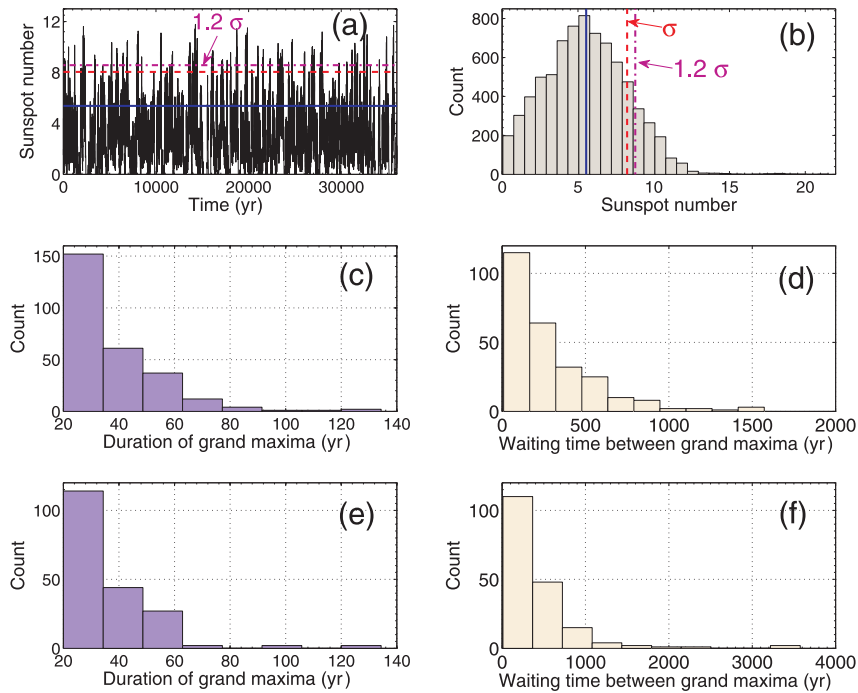 1.2 σ
(a)
12
8
4
0
Sunspot number
0 10000 20000 30000
Time (yr)
σ
(b)
1.2 σ
800
600
400
200
0
Count
0 5 10 15 20
Sunspot number
(c)
150
100
50
0
Count
20 40 60 80 100 120 140
Duration of grand maxima (yr)
(d)
100
50
0
Count
0 500 1000 1500 2000
Waiting time between grand maxima (yr)
(e)
100
50
0
Count
20 40 60 80 100 120 140
Duration of grand maxima (yr)
(f)
100
50
0
Count
0 1000 2000 3000 4000
Waiting time between grand maxima (yr)